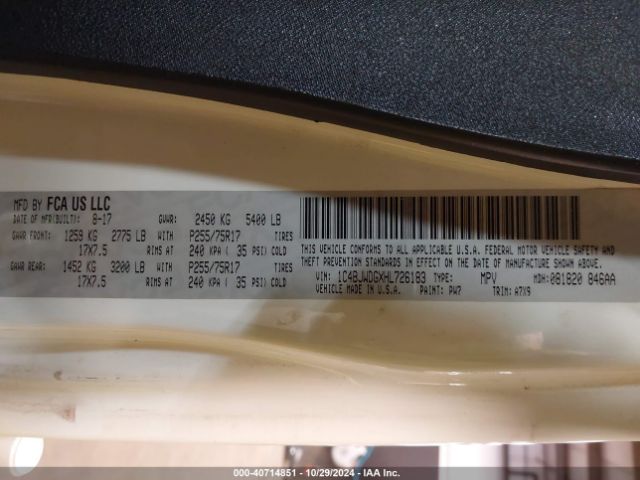 MFD BY FCA US LLC
DATE OF MFR(BUILT): 8-17 GVWR: 2450 KG 5400 LB
GAWR FRONT: 1259 KG 2775 LB WITH P255/75R17 TIRES
17X7.5 RIMS AT 240 KPA ( 35 PSI) COLD
GAWR REAR: 1452 KG 3200 LB WITH P255/75R17 TIRES
17X7.5 RIMS AT 240 KPA ( 35 PSI) COLD
THIS VEHICLE CONFORMS TO ALL APPLICABLE U.S.A. FEDERAL MOTOR VEHICLE SAFETY AND
THEFT PREVENTION STANDARDS IN EFFECT ON THE DATE OF MANUFACTURE SHOWN ABOVE.
VIN: 1C4BJWDGXHL726183 TYPE: MPV MDH: 081820 846AA
VEHICLE MADE IN U.S.A. PAINT: PW7 TRIM: A7X9
000-40714851 - 10/29/2024 - IAA Inc.